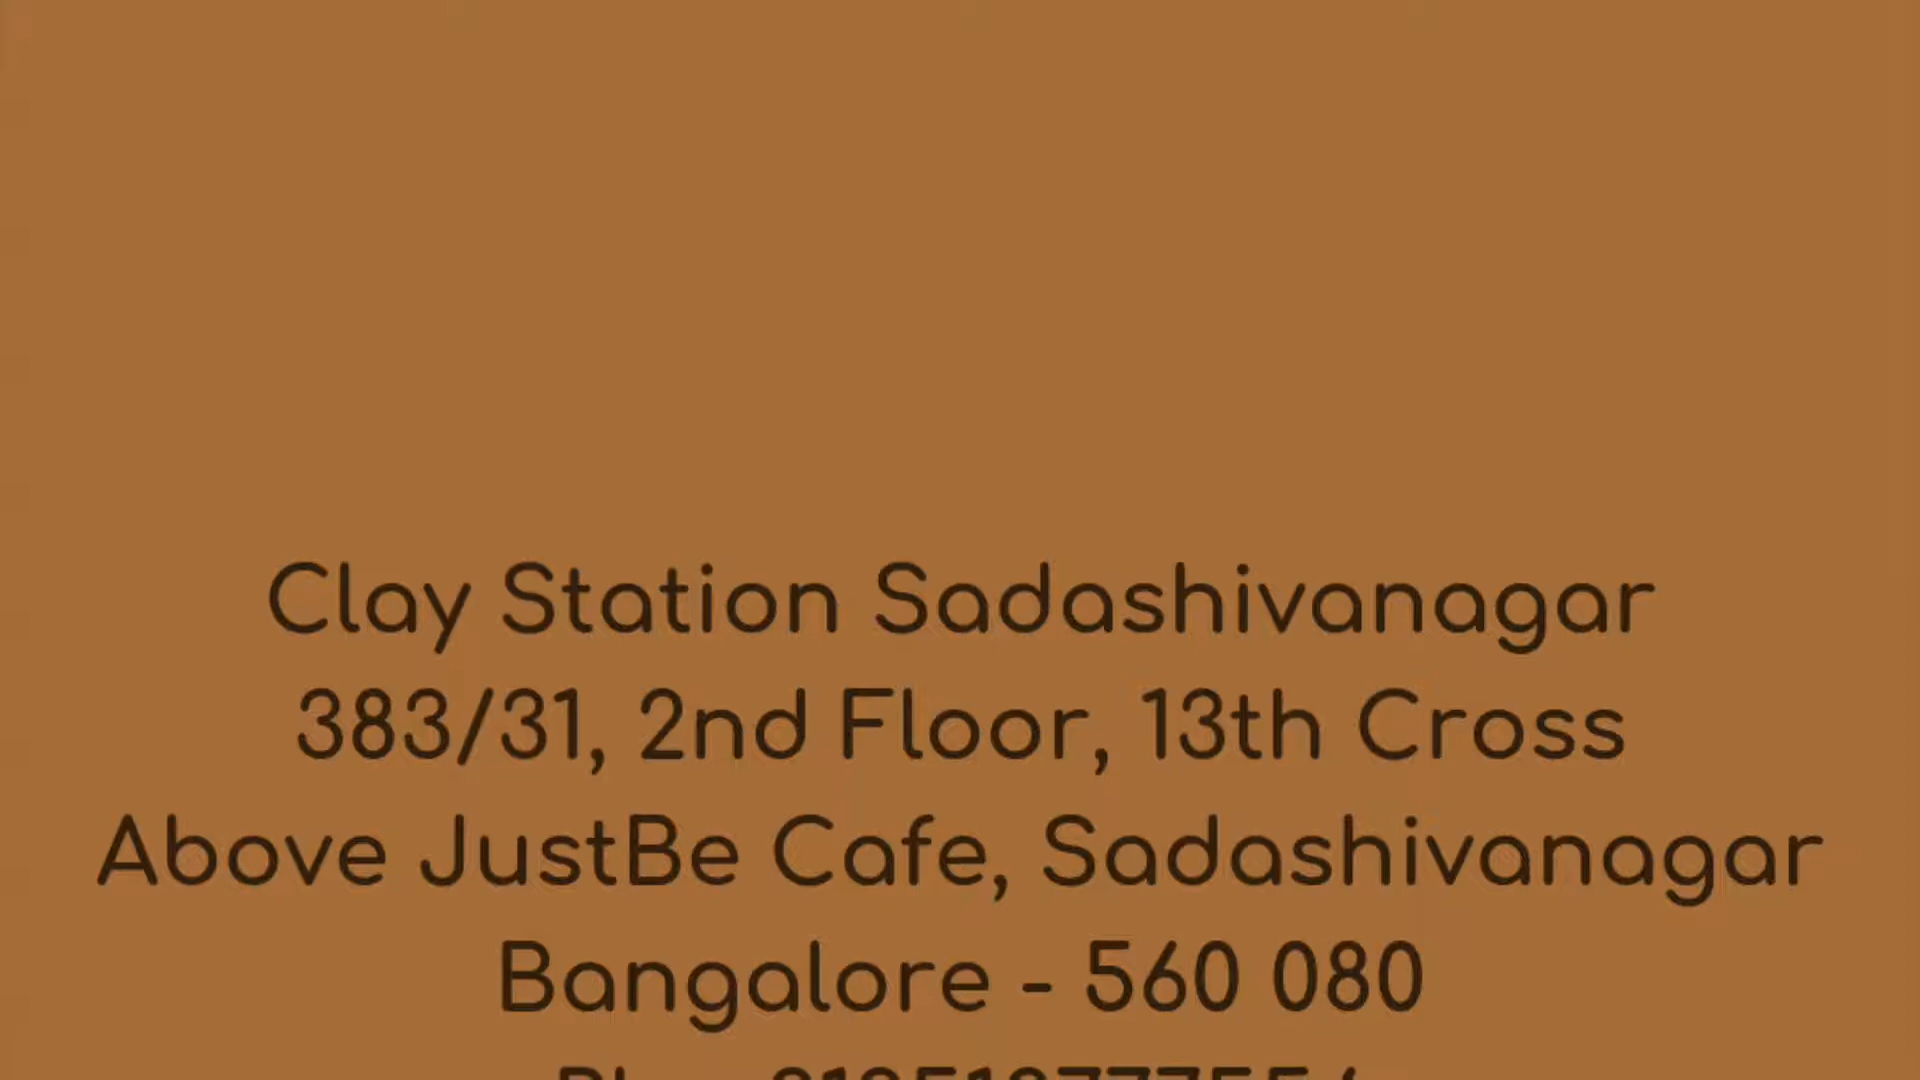 Clay Station Sadashivanagar
383/31, 2nd Floor, 13th Cross
Above JustBe Cafe, Sadashivanagar
Bangalore - 560 080